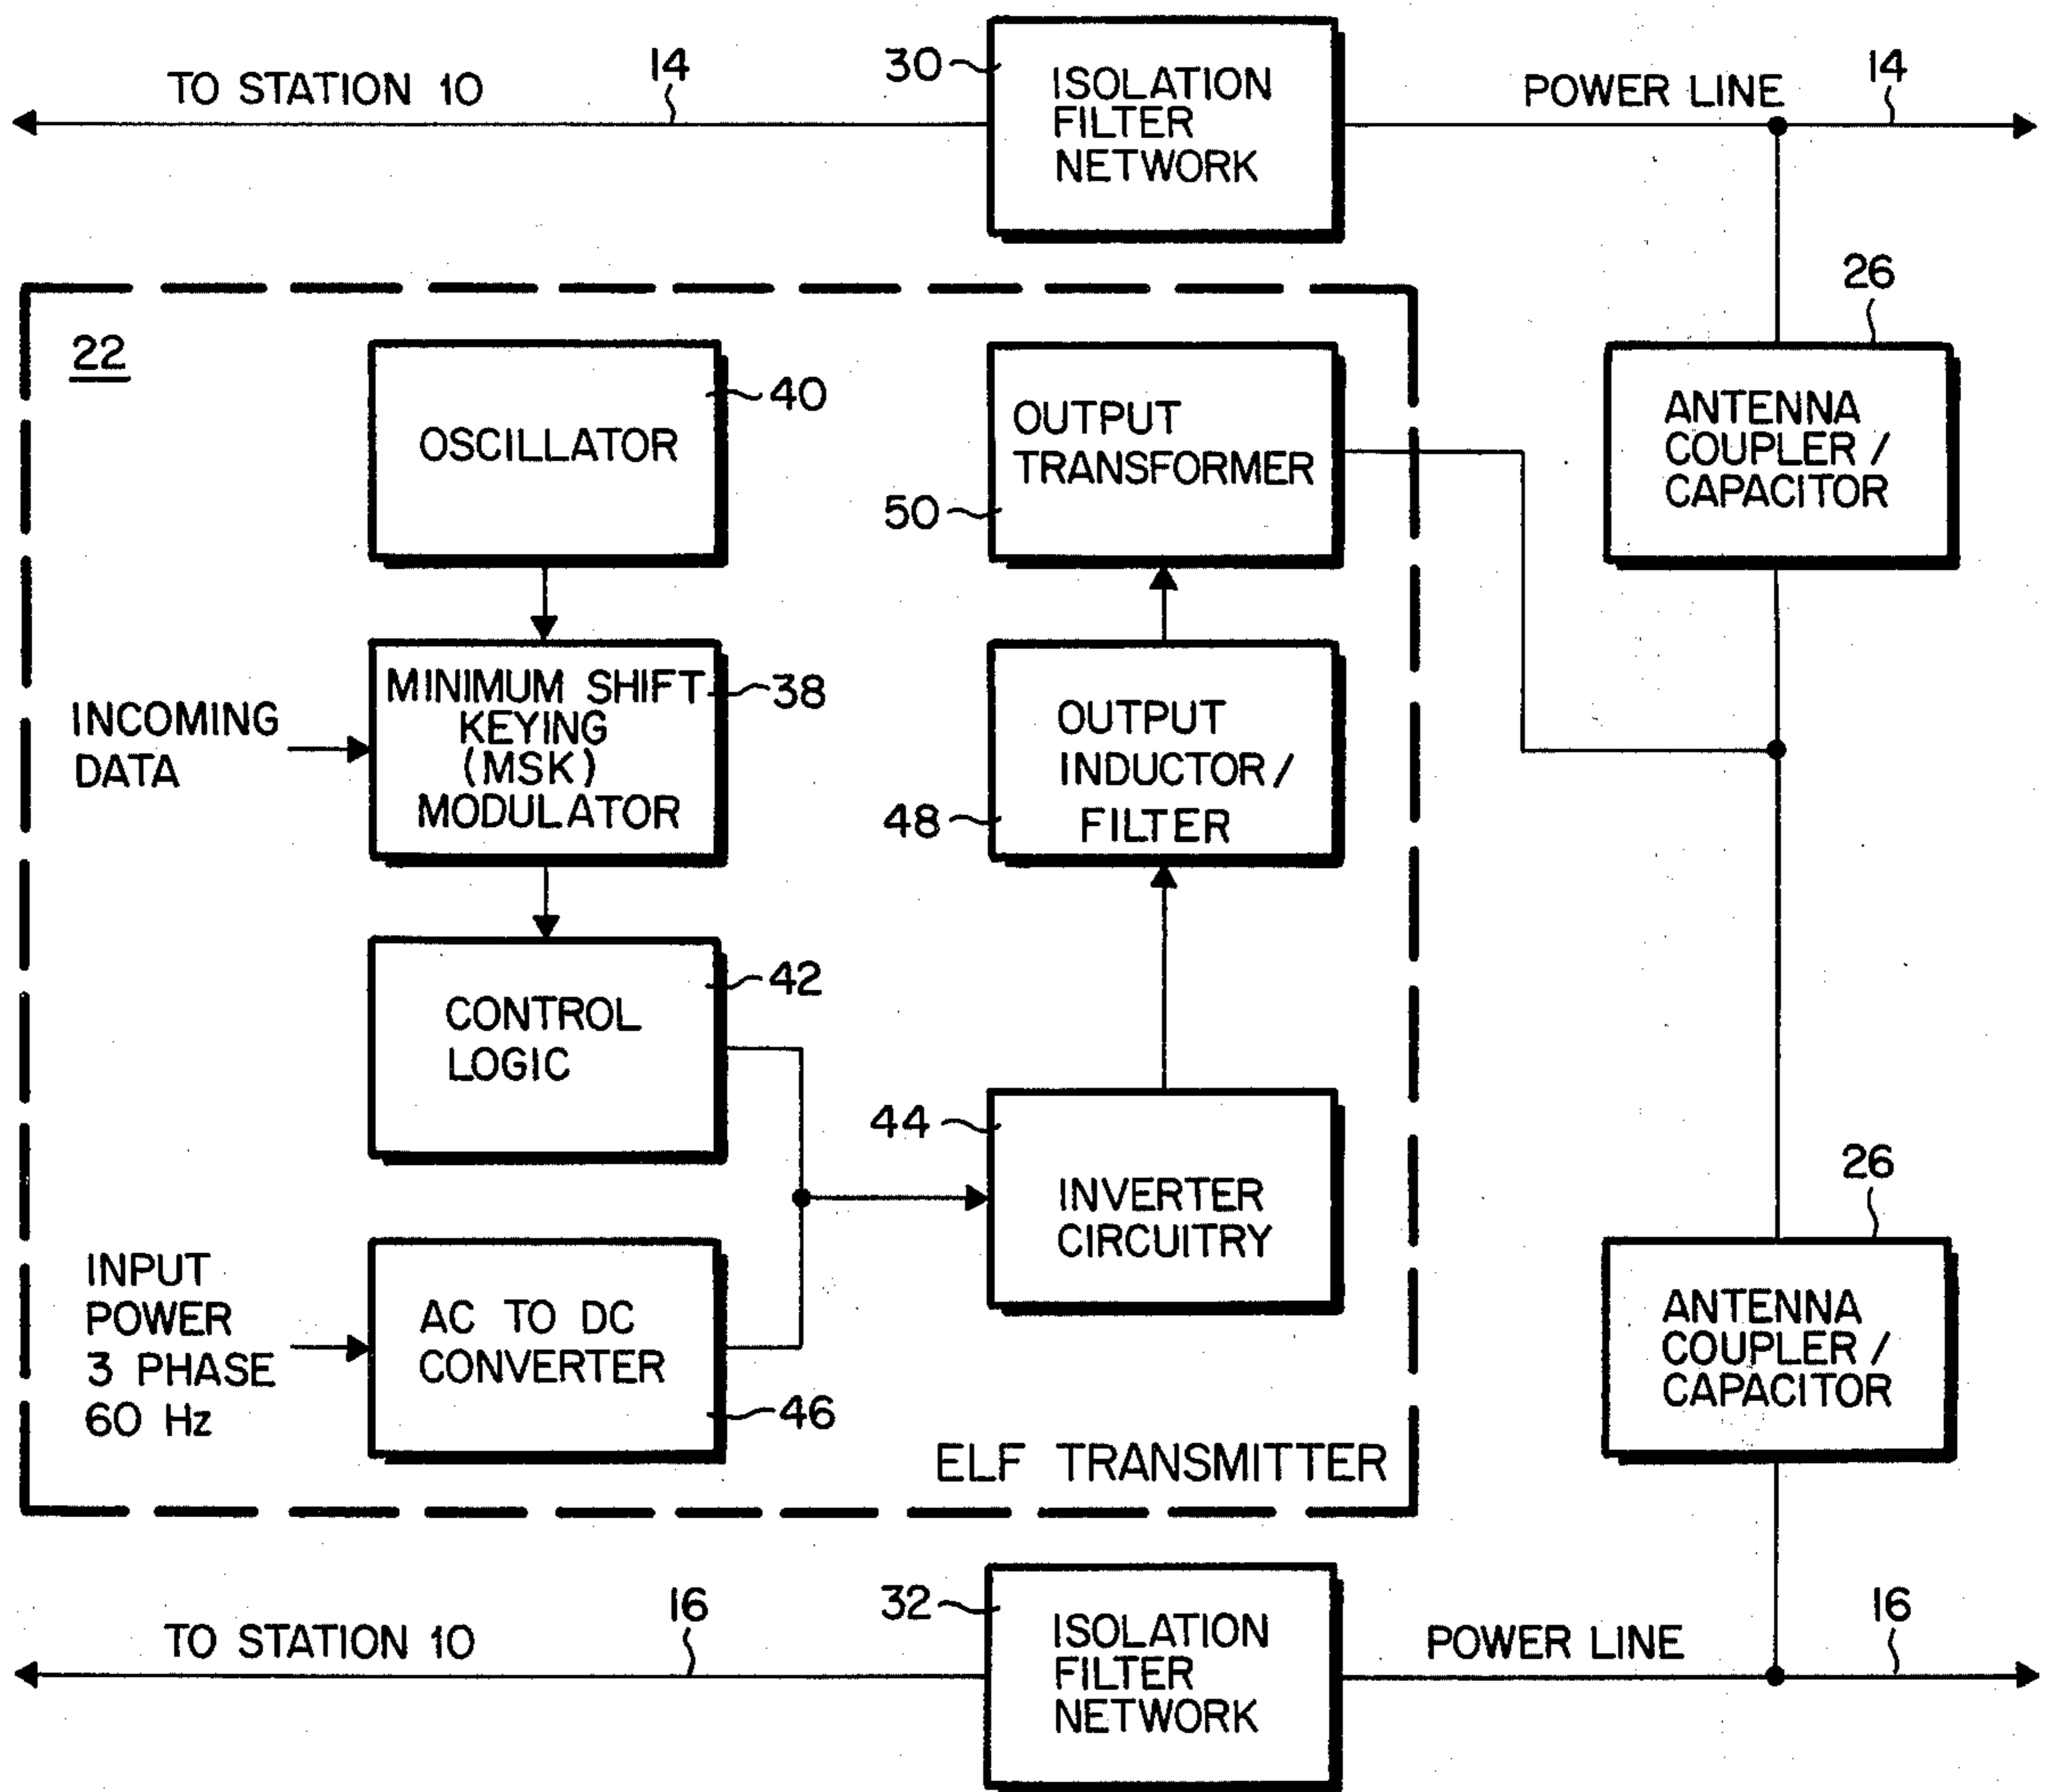 TO STATION 10
14
30
ISOLATION
FILTER
NETWORK
POWER LINE
14
22
OSCILLATOR
40
OUTPUT
TRANSFORMER
50
26
ANTENNA
COUPLER /
CAPACITOR
INCOMING
DATA
MINIMUM SHIFT
KEYING
(MSK)
MODULATOR
38
OUTPUT
INDUCTOR/
FILTER
48
CONTROL
LOGIC
42
44
INVERTER
CIRCUITRY
26
ANTENNA
COUPLER /
CAPACITOR
INPUT
POWER
3 PHASE
60 Hz
AC TO DC
CONVERTER
46
ELF TRANSMITTER
TO STATION 10
16
32
ISOLATION
FILTER
NETWORK
POWER LINE
16